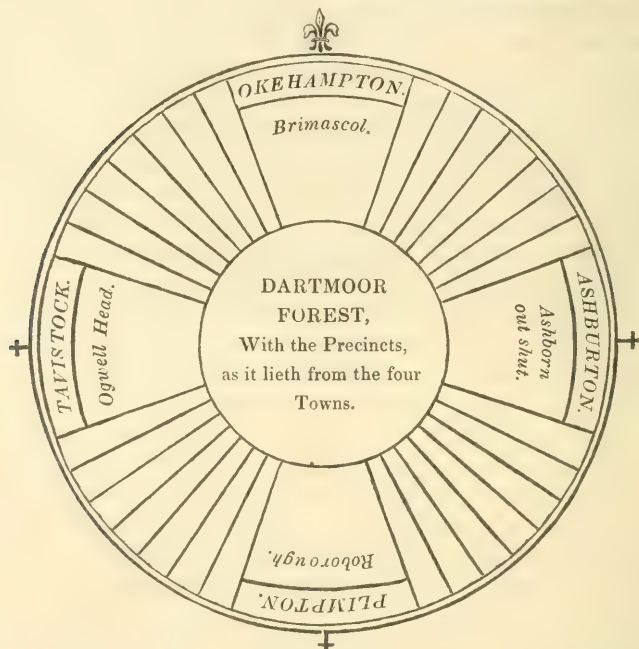 OKEHAMPTON.
Brimascol.
TAVISTOCK.
Ogwell Head.
DARTMOOR
FOREST,
With the Precincts,
as it lieth from the four
Towns.
Ashborn
out shut.
ASHBURTON.
Roborough.
PLIMPTON.